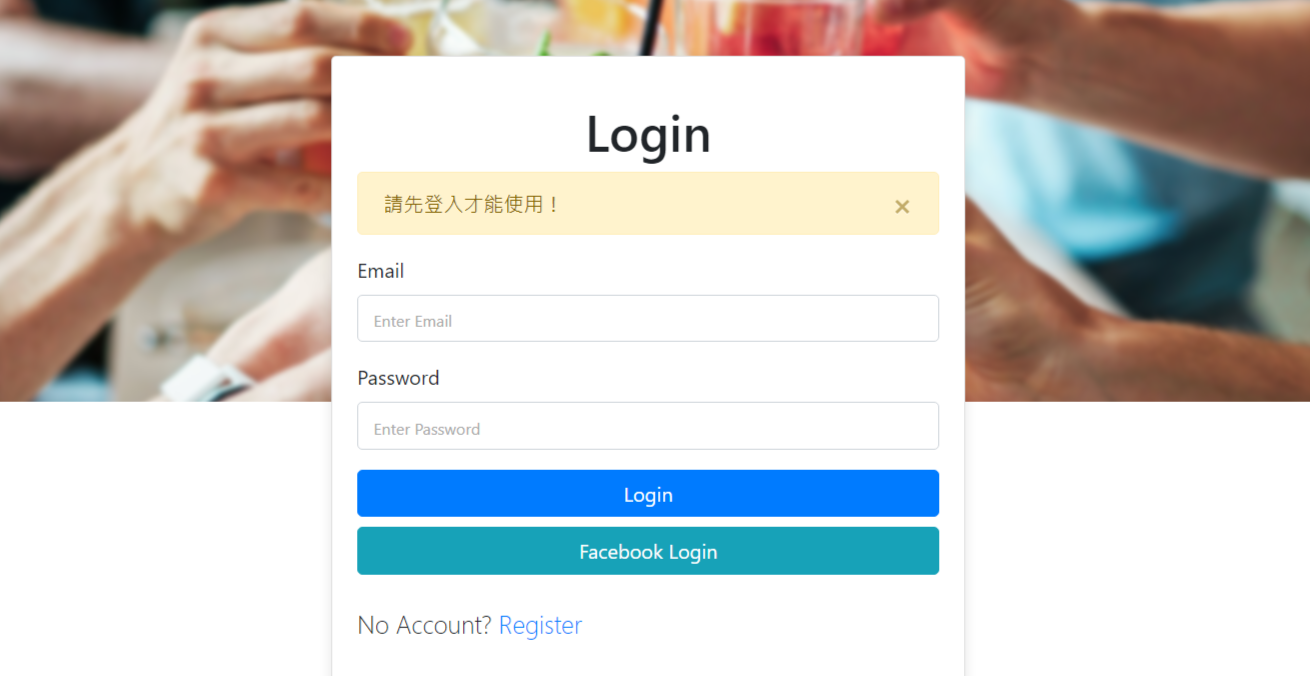 Login
請先登入才能使用！ ×
Email
Enter Email
Password
Enter Password
Login
Facebook Login
No Account? Register